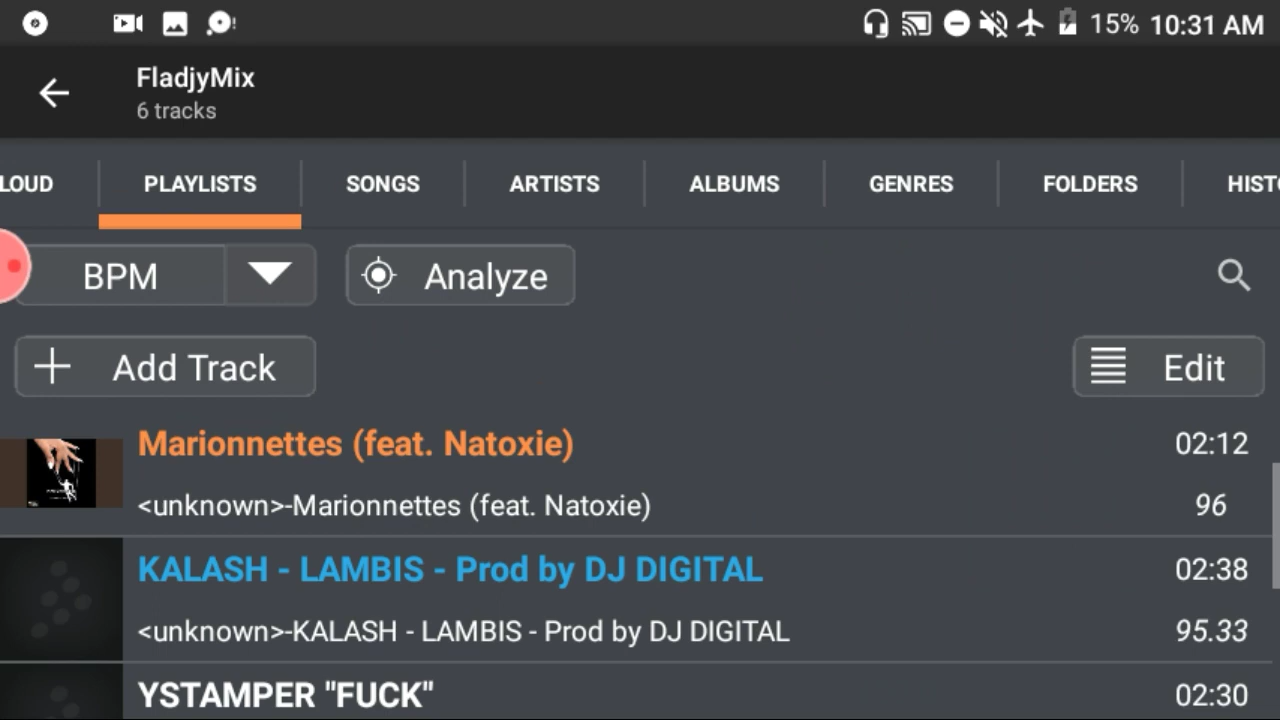 15% 10:31 AM
FladjyMix
6 tracks
LOUD PLAYLISTS SONGS ARTISTS ALBUMS GENRES FOLDERS HIST
BPM Analyze
Add Track Edit
Marionnettes (feat. Natoxie) 02:12
<unknown>-Marionnettes (feat. Natoxie) 96
KALASH - LAMBIS - Prod by DJ DIGITAL 02:38
<unknown>-KALASH - LAMBIS - Prod by DJ DIGITAL 95.33
YSTAMPER "FUCK" 02:30